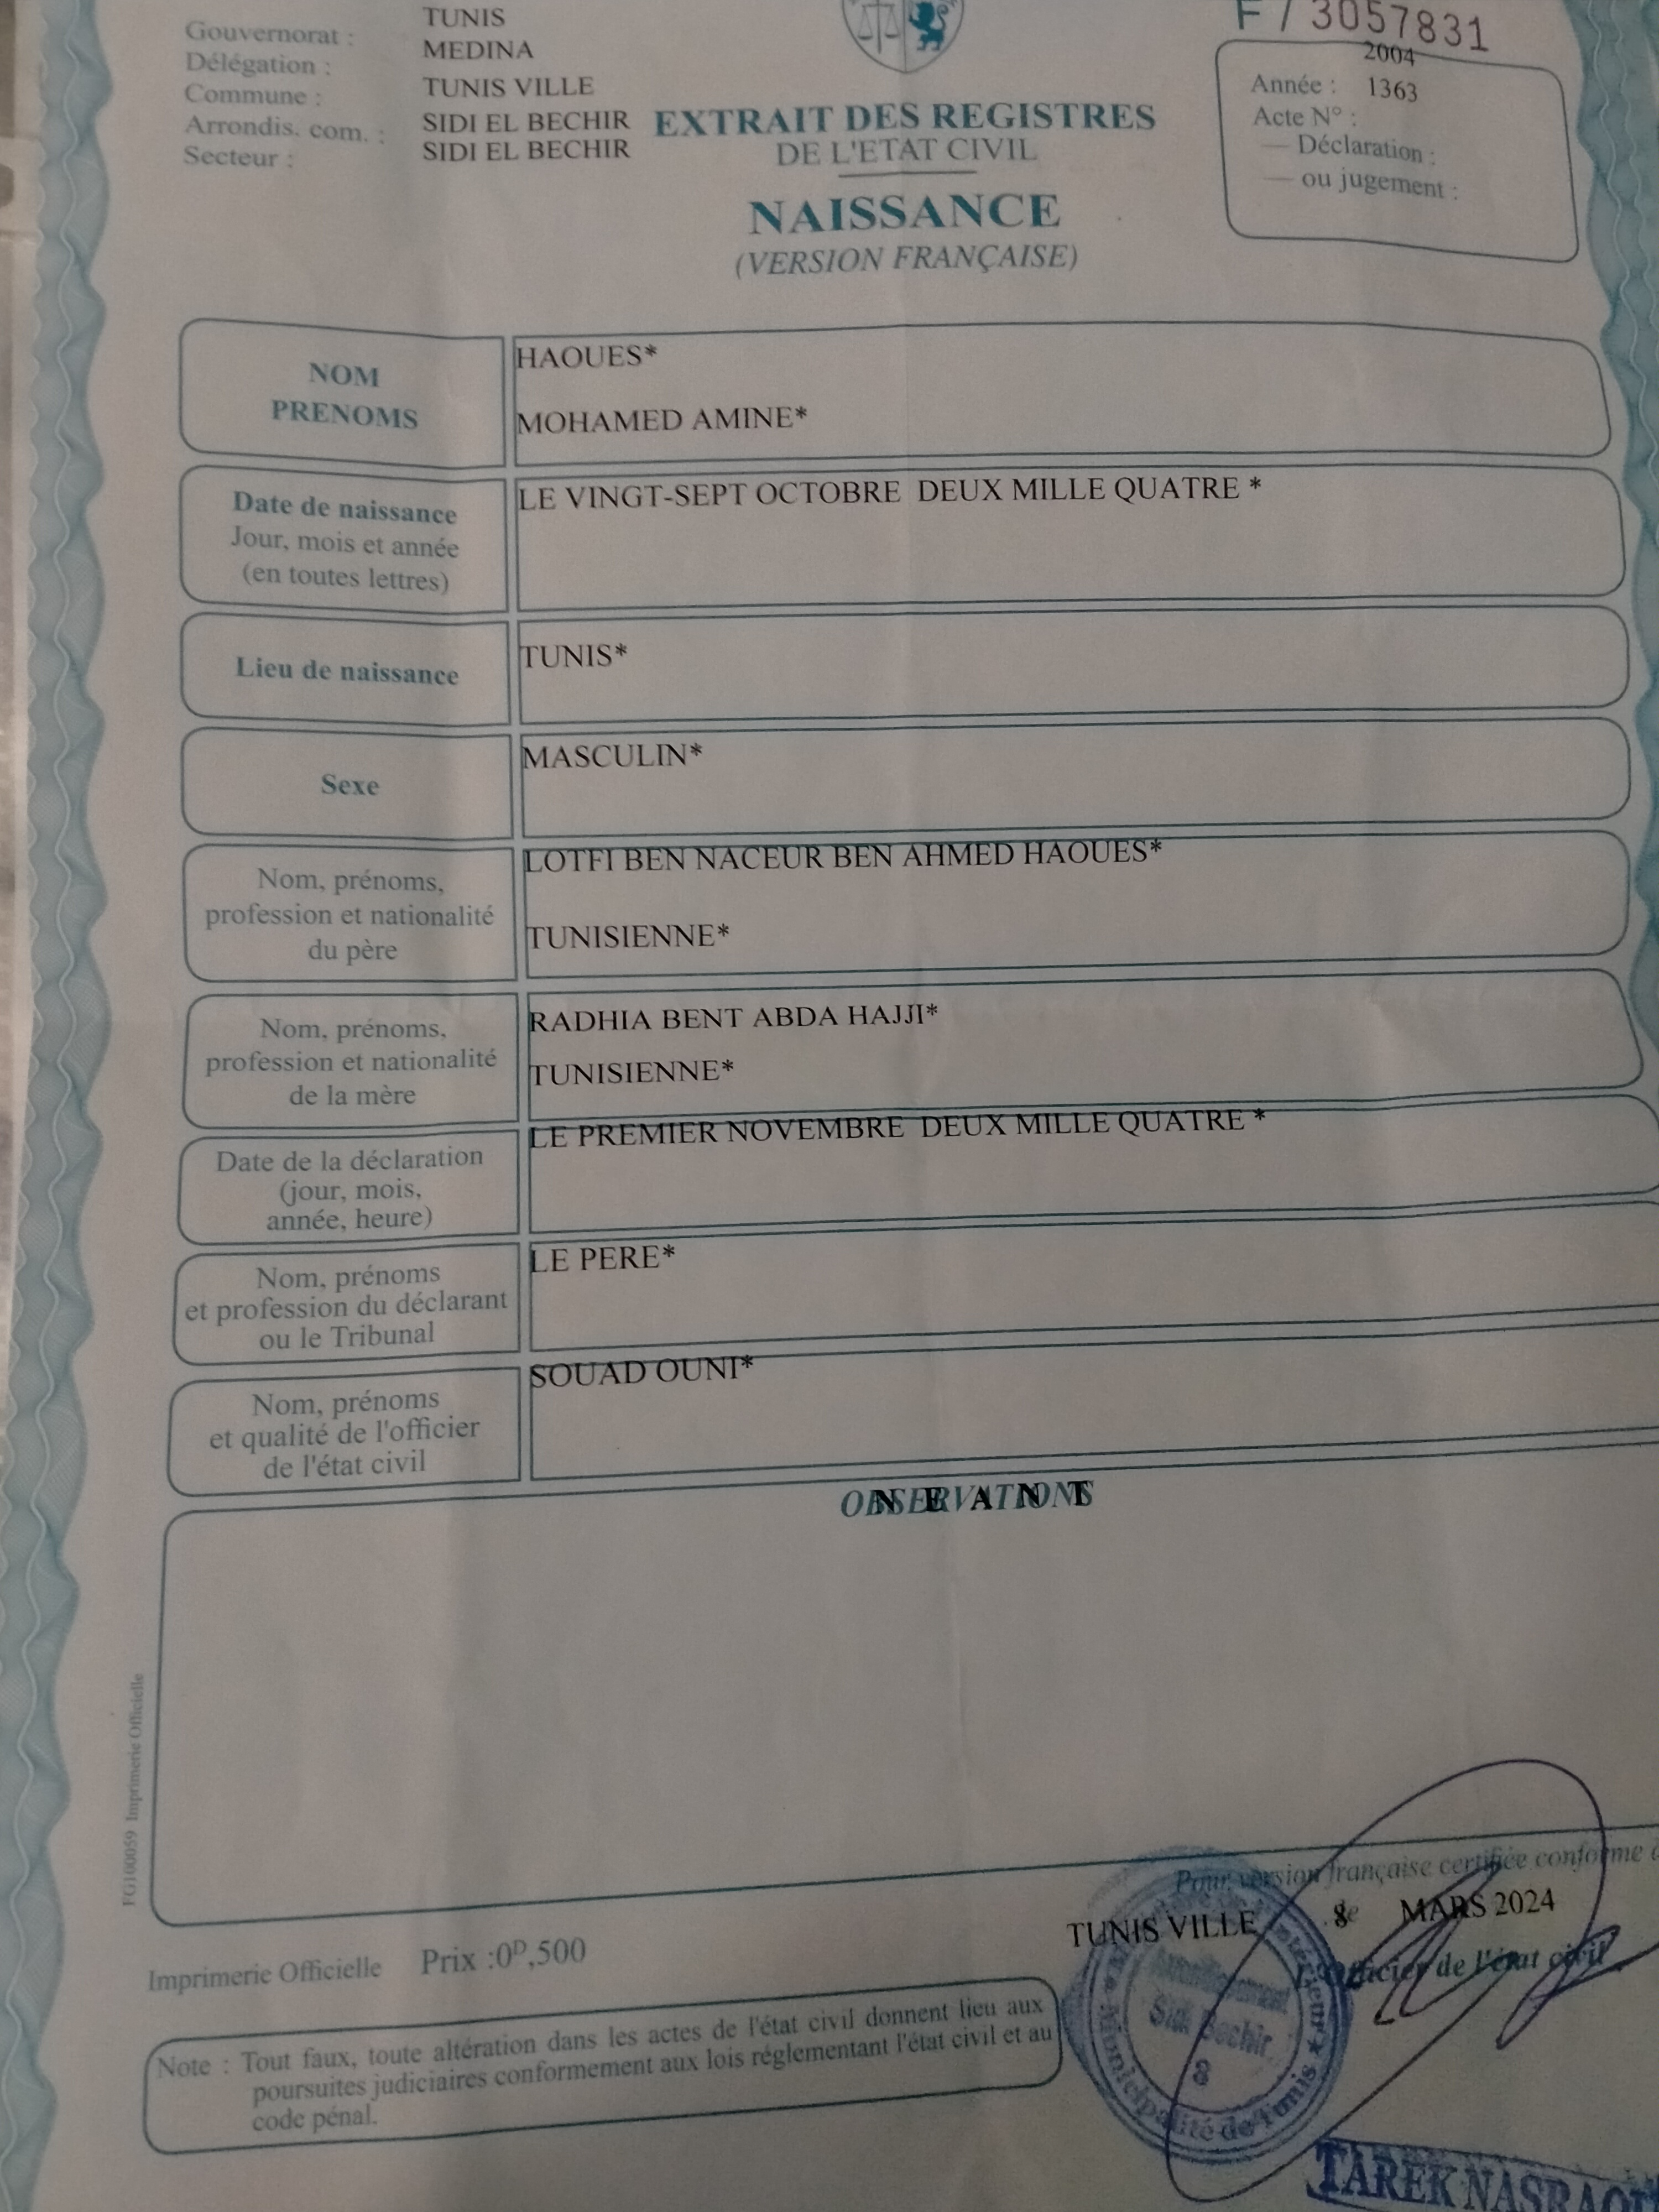 Gouvernorat : TUNIS
Délégation : MEDINA
Commune : TUNIS VILLE
Arrondis. com. : SIDI EL BECHIR
Secteur : SIDI EL BECHIR
F / 3057831
2004
Année : 1363
Acte N° :
— Déclaration :
— ou jugement :
EXTRAIT DES REGISTRES
DE L'ETAT CIVIL
NAISSANCE
(VERSION FRANÇAISE)
NOM
PRENOMS
HAOUES*
MOHAMED AMINE*
Date de naissance
Jour, mois et année
(en toutes lettres)
LE VINGT-SEPT OCTOBRE DEUX MILLE QUATRE *
Lieu de naissance
TUNIS*
Sexe
MASCULIN*
Nom, prénoms,
profession et nationalité
du père
LOTFI BEN NACEUR BEN AHMED HAOUES*
TUNISIENNE*
Nom, prénoms,
profession et nationalité
de la mère
RADHIA BENT ABDA HAJJI*
TUNISIENNE*
Date de la déclaration
(jour, mois,
année, heure)
LE PREMIER NOVEMBRE DEUX MILLE QUATRE *
Nom, prénoms
et profession du déclarant
ou le Tribunal
LE PERE*
Nom, prénoms
et qualité de l'officier
de l'état civil
SOUAD OUNI*
OBSERVATIONS
N E A N T
FG100059 Imprimerie Officielle
Pour version française certifiée conforme
TUNIS VILLE le 8 MARS 2024
L'Officier de l'état civil
Imprimerie Officielle Prix :0D,500
Note : Tout faux, toute altération dans les actes de l'état civil donnent lieu aux
poursuites judiciaires conformement aux lois réglementant l'état civil et au
code pénal.
Arrondissement
Sidi Bechir
8
Municipalité de Tunis
TAREK